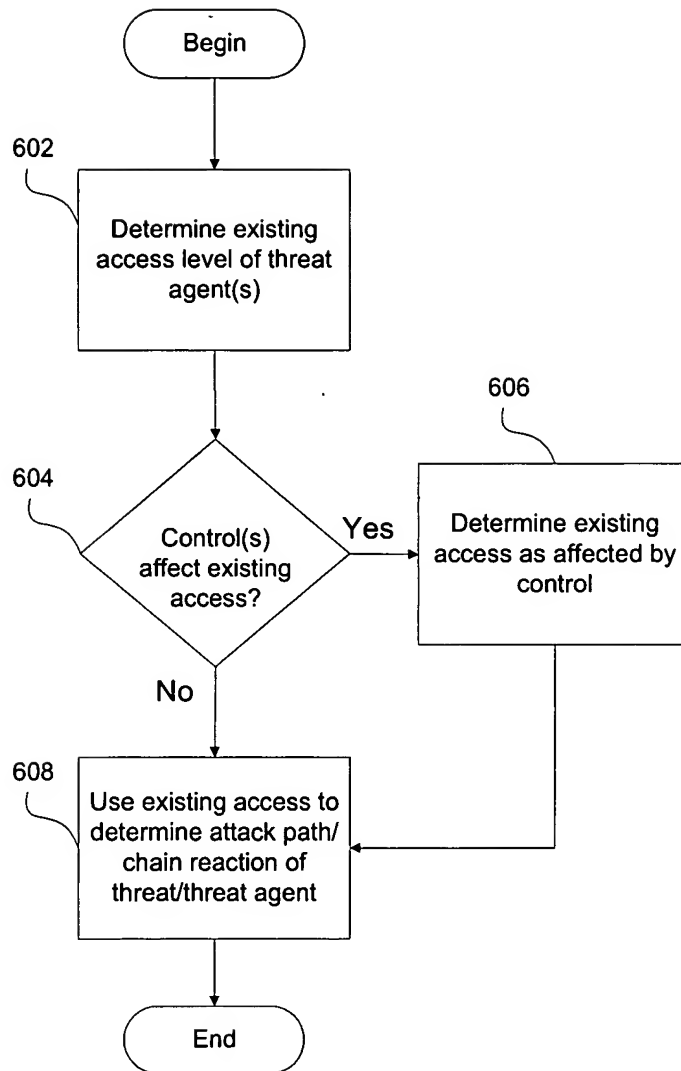 Begin
602
Determine existing
access level of threat
agent(s)
606
604
Control(s)
affect existing
access?
Yes
Determine existing
access as affected by
control
No
608
Use existing access to
determine attack path/
chain reaction of
threat/threat agent
End